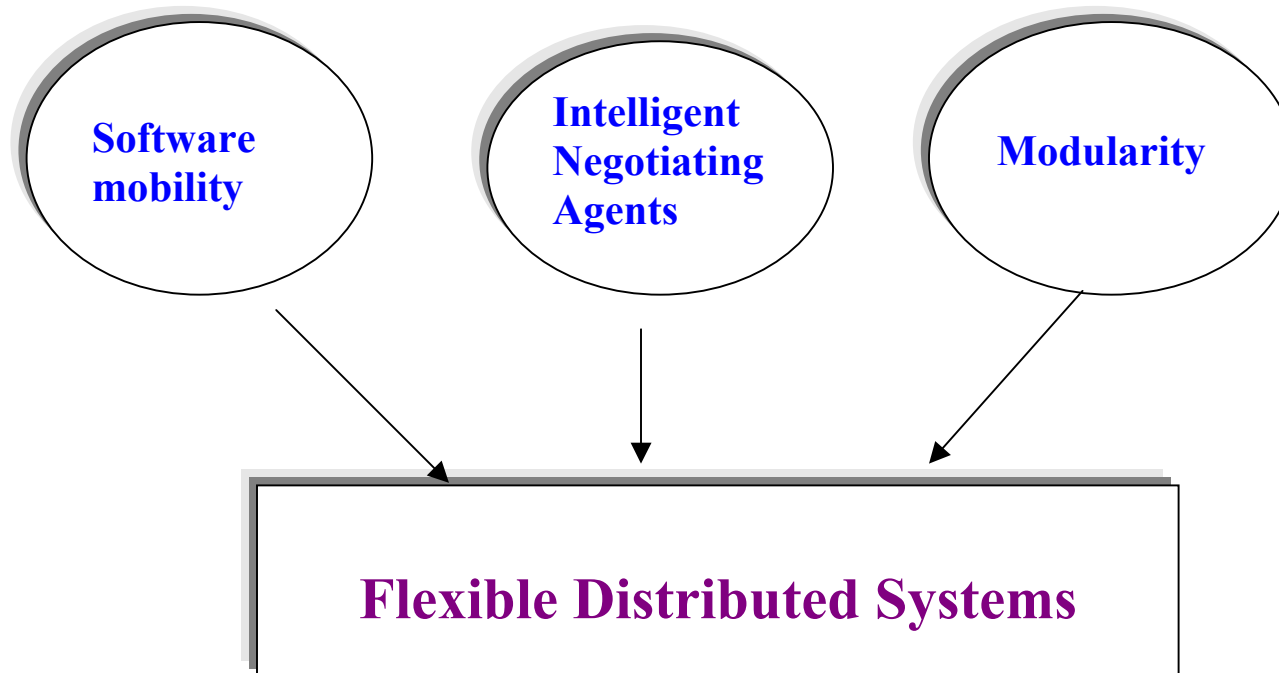 Software
mobility
Intelligent
Negotiating
Agents
Modularity
Flexible Distributed Systems